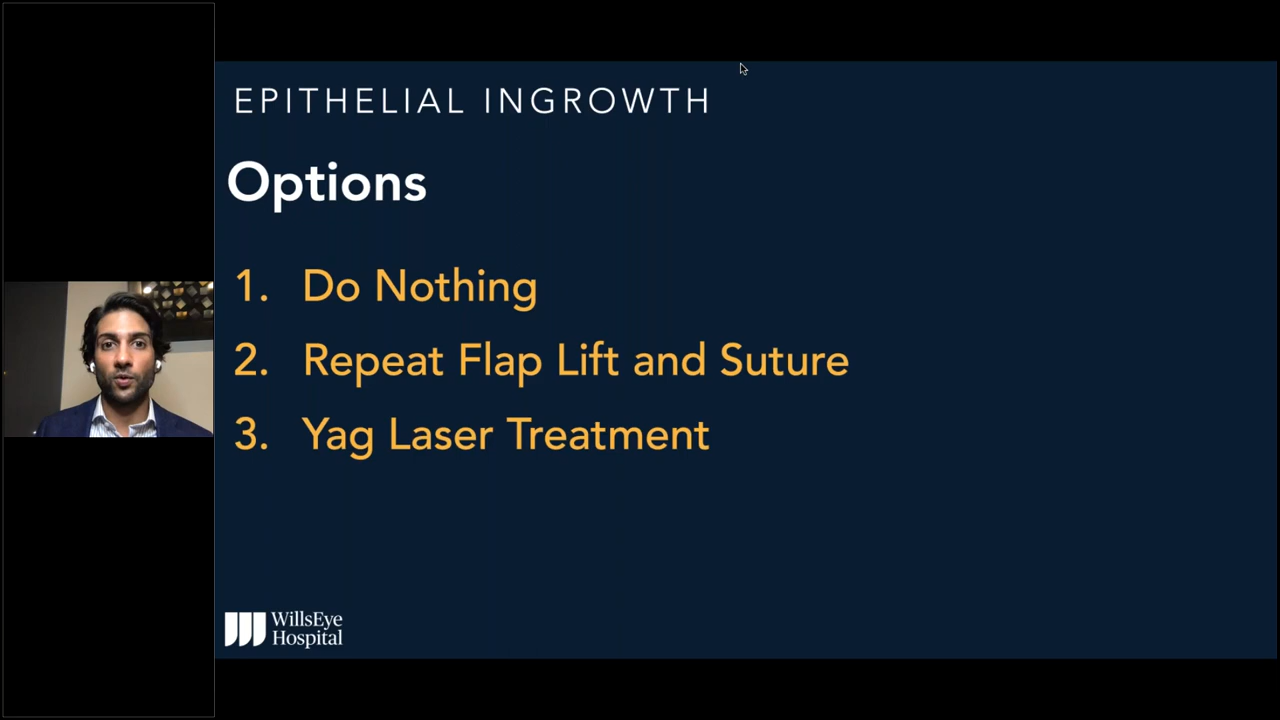 EPITHELIAL INGROWTH
Options
1. Do Nothing
2. Repeat Flap Lift and Suture
3. Yag Laser Treatment
WillsEye
Hospital